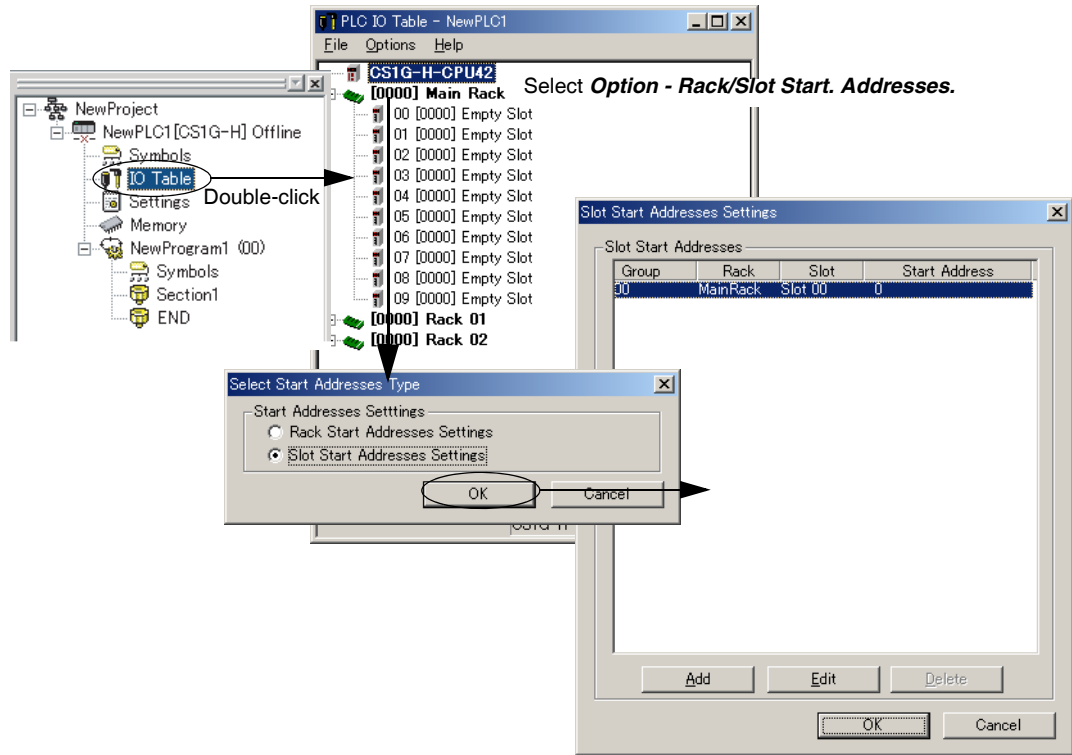 PLC IO Table - NewPLC1
File Options Help
CS1G-H-CPU42
Select Option - Rack/Slot Start. Addresses.
[0000] Main Rack
00 [0000] Empty Slot
01 [0000] Empty Slot
02 [0000] Empty Slot
03 [0000] Empty Slot
04 [0000] Empty Slot
05 [0000] Empty Slot
06 [0000] Empty Slot
07 [0000] Empty Slot
08 [0000] Empty Slot
09 [0000] Empty Slot
[0000] Rack 01
[0000] Rack 02
NewProject
NewPLC1[CS1G-H] Offline
Symbols
IO Table
Double-click
Settings
Memory
NewProgram1 (00)
Symbols
Section1
END
Select Start Addresses Type
Start Addresses Setttings
Rack Start Addresses Settings
Slot Start Addresses Settings
OK Cancel
CS1G-H
Slot Start Addresses Settings
Slot Start Addresses
Group Rack Slot Start Address
00 MainRack Slot 00 0
Add Edit Delete
OK Cancel